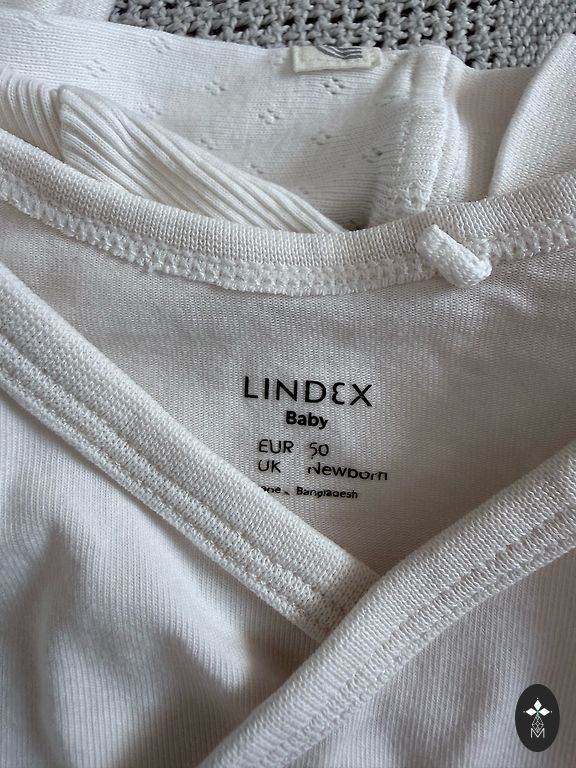 LINDEX
Baby
EUR 50
UK Newborn
Bangladesh